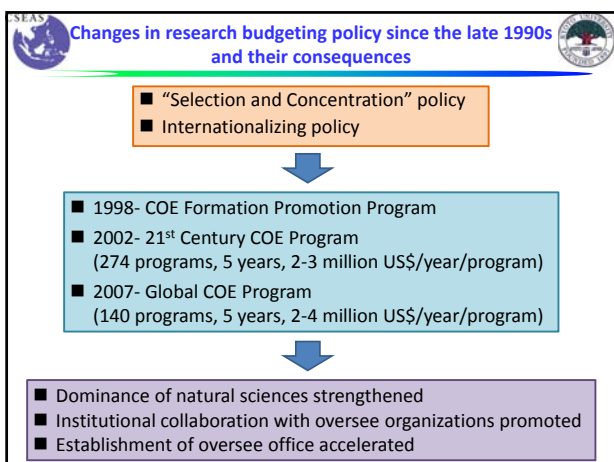 CSEAS
Changes in research budgeting policy since the late 1990s
and their consequences
■ “Selection and Concentration” policy
■ Internationalizing policy
■ 1998- COE Formation Promotion Program
■ 2002- 21st Century COE Program
(274 programs, 5 years, 2-3 million US$/year/program)
■ 2007- Global COE Program
(140 programs, 5 years, 2-4 million US$/year/program)
■ Dominance of natural sciences strengthened
■ Institutional collaboration with oversee organizations promoted
■ Establishment of oversee office accelerated